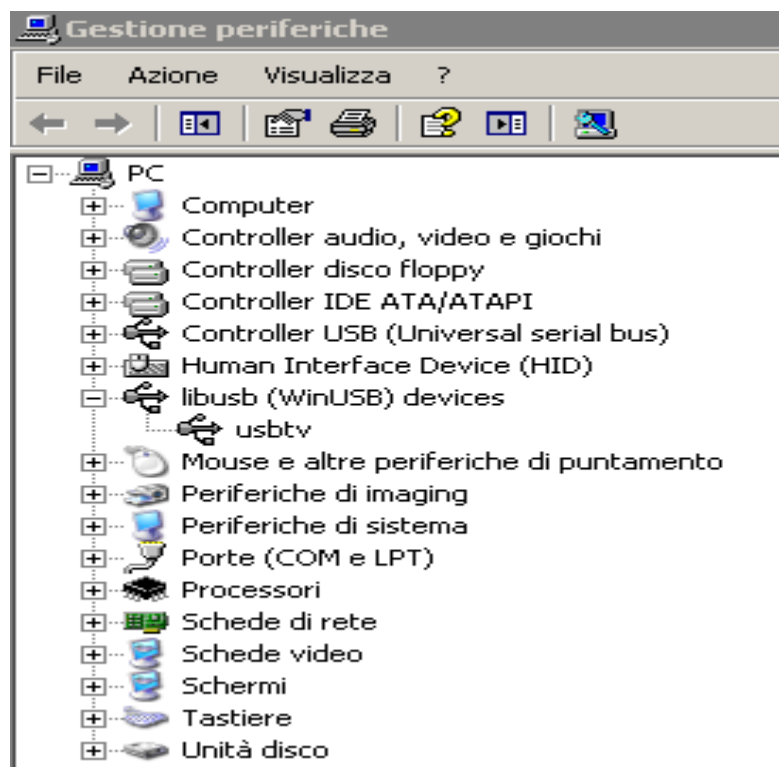 Gestione periferiche
File Azione Visualizza ?
PC
Computer
Controller audio, video e giochi
Controller disco floppy
Controller IDE ATA/ATAPI
Controller USB (Universal serial bus)
Human Interface Device (HID)
libusb (WinUSB) devices
usbtv
Mouse e altre periferiche di puntamento
Periferiche di imaging
Periferiche di sistema
Porte (COM e LPT)
Processori
Schede di rete
Schede video
Schermi
Tastiere
Unità disco